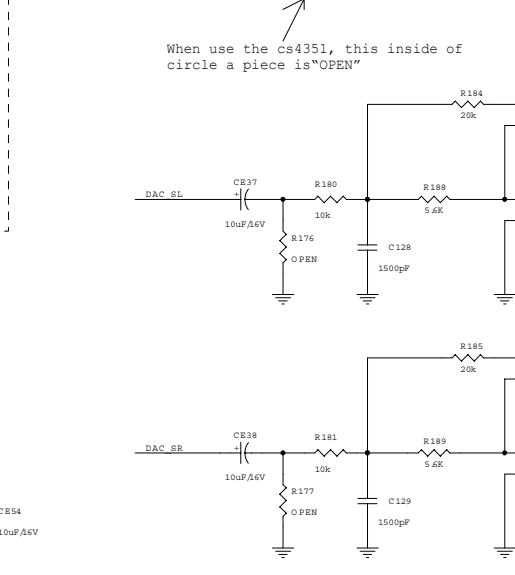 When use the cs4351, this inside of
circle a piece is“OPEN”
R184
20k
DAC SL
CE37
+
10uF/16V
R180
10k
R188
5.6K
R176
OPEN
C128
1500pF
R185
20k
DAC SR
CE38
+
10uF/16V
R181
10k
R189
5.6K
R177
OPEN
C129
1500pF
CE54
10uF/16V